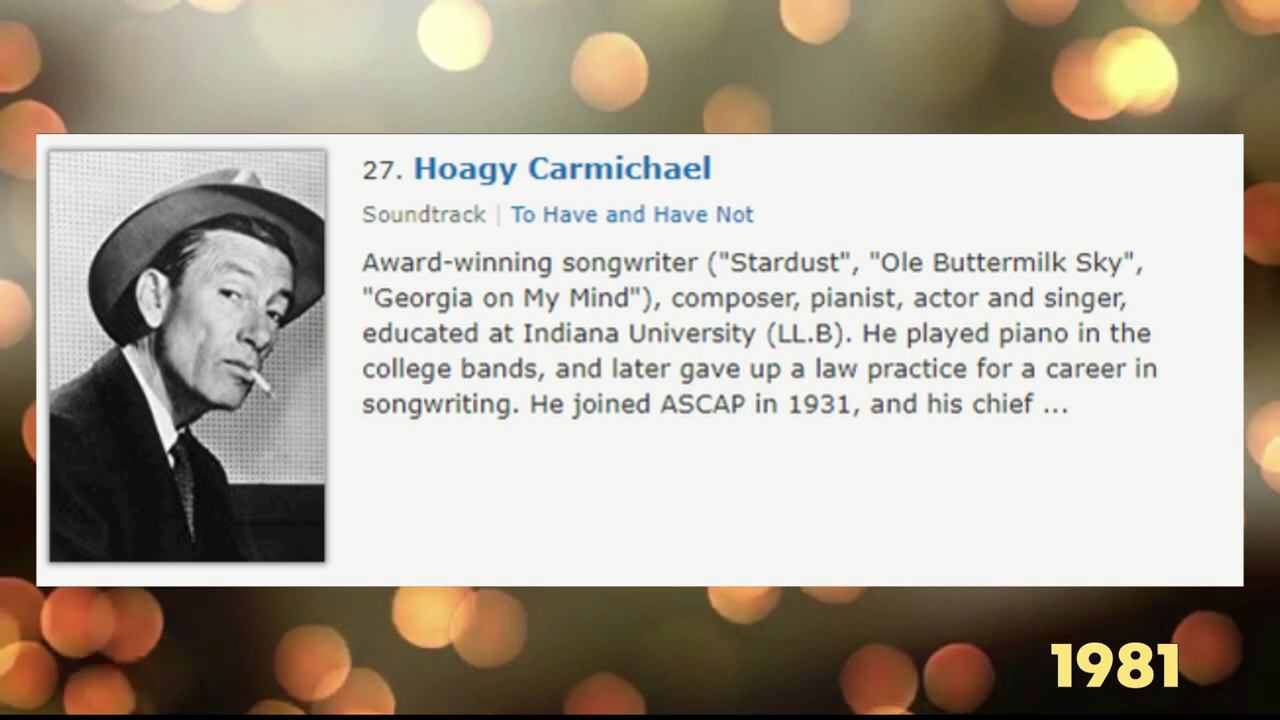 27. Hoagy Carmichael
Soundtrack | To Have and Have Not
Award-winning songwriter ("Stardust", "Ole Buttermilk Sky",
"Georgia on My Mind"), composer, pianist, actor and singer,
educated at Indiana University (LL.B). He played piano in the
college bands, and later gave up a law practice for a career in
songwriting. He joined ASCAP in 1931, and his chief ...
1981